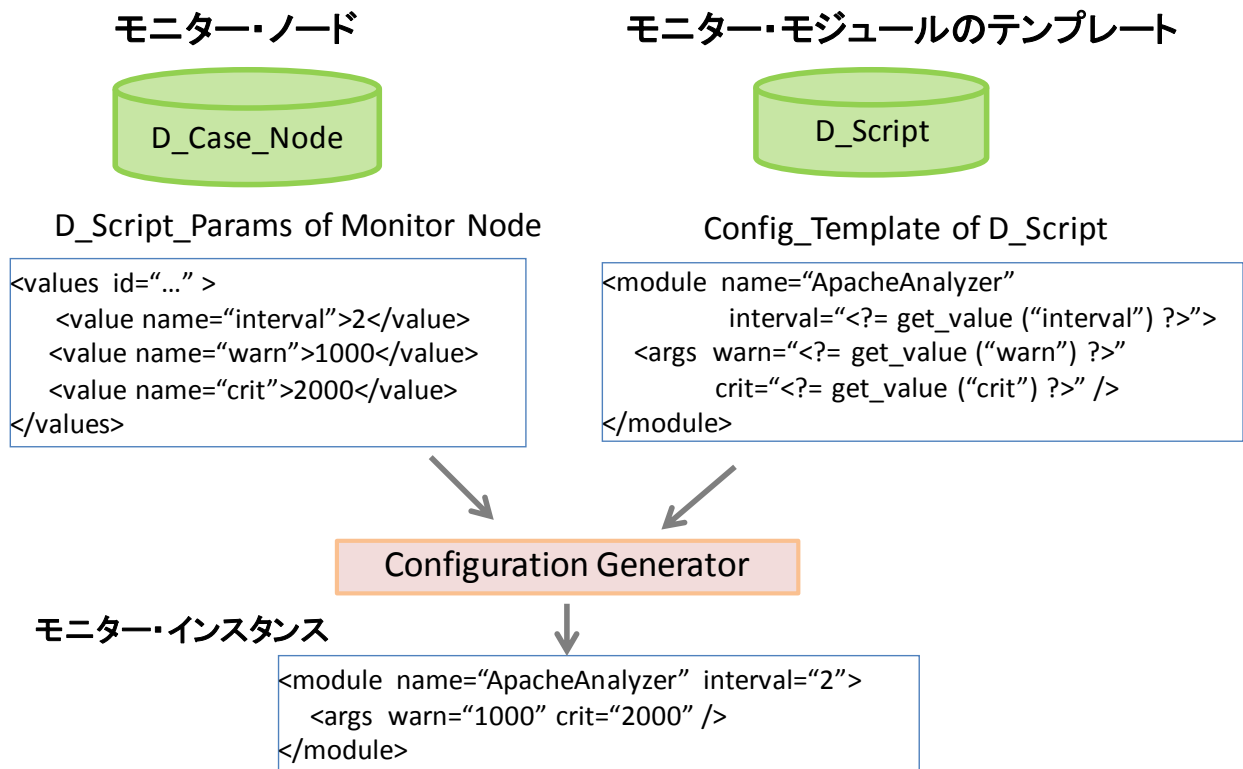 モニター・ノード
モニター・モジュールのテンプレート
D_Case_Node
D_Script
D_Script_Params of Monitor Node
Config_Template of D_Script
<values id=“…” >
<value name=“interval”>2</value>
<value name=“warn”>1000</value>
<value name=“crit”>2000</value>
</values>
<module name=“ApacheAnalyzer”
interval=“<?= get_value (“interval”) ?>”>
<args warn=“<?= get_value (“warn”) ?>”
crit=“<?= get_value (“crit”) ?>” />
</module>
Configuration Generator
モニター・インスタンス
<module name=“ApacheAnalyzer” interval=“2”>
<args warn=“1000” crit=“2000” />
</module>